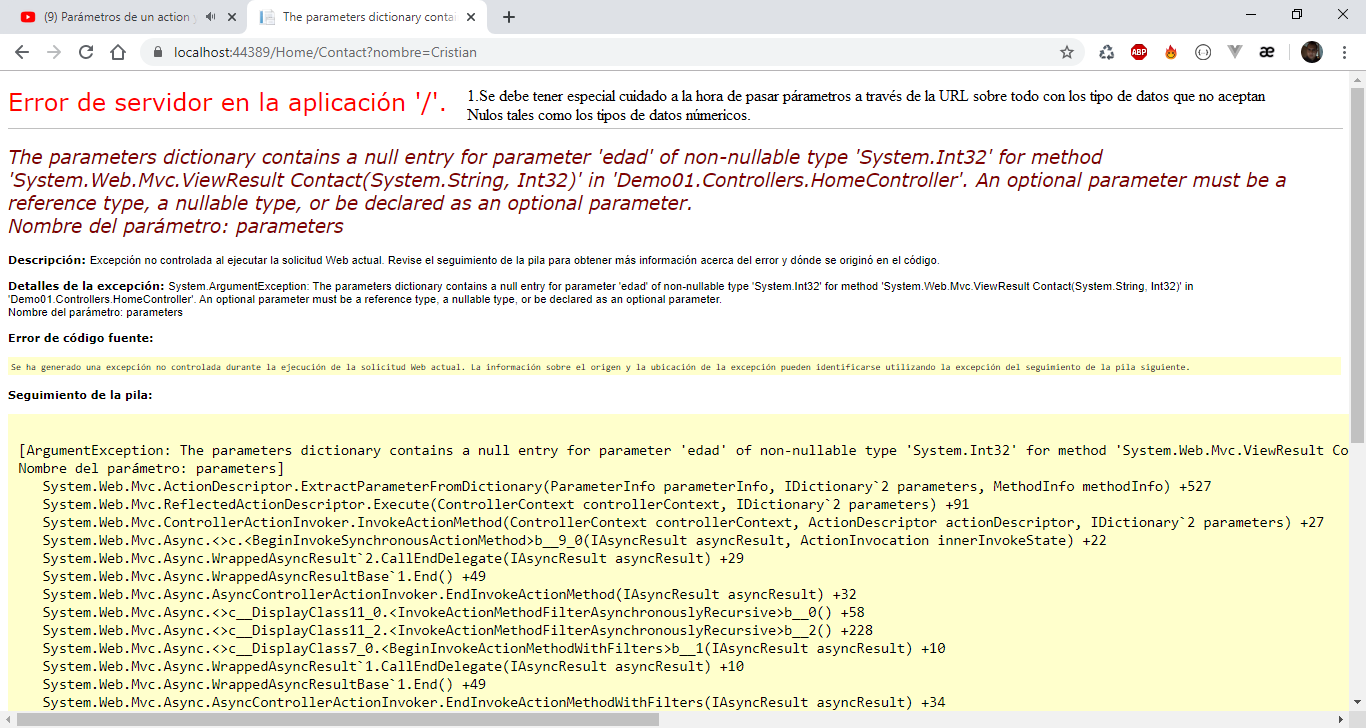 (9) Parámetros de un action y
The parameters dictionary contai
localhost:44389/Home/Contact?nombre=Cristian
ABP
æ
Error de servidor en la aplicación '/'.
1.Se debe tener especial cuidado a la hora de pasar párametros a través de la URL sobre todo con los tipo de datos que no aceptan
Nulos tales como los tipos de datos númericos.
The parameters dictionary contains a null entry for parameter 'edad' of non-nullable type 'System.Int32' for method
'System.Web.Mvc.ViewResult Contact(System.String, Int32)' in 'Demo01.Controllers.HomeController'. An optional parameter must be a
reference type, a nullable type, or be declared as an optional parameter.
Nombre del parámetro: parameters
Descripción: Excepción no controlada al ejecutar la solicitud Web actual. Revise el seguimiento de la pila para obtener más información acerca del error y dónde se originó en el código.
Detalles de la excepción: System.ArgumentException: The parameters dictionary contains a null entry for parameter 'edad' of non-nullable type 'System.Int32' for method 'System.Web.Mvc.ViewResult Contact(System.String, Int32)' in
'Demo01.Controllers.HomeController'. An optional parameter must be a reference type, a nullable type, or be declared as an optional parameter.
Nombre del parámetro: parameters
Error de código fuente:
Se ha generado una excepción no controlada durante la ejecución de la solicitud Web actual. La información sobre el origen y la ubicación de la excepción pueden identificarse utilizando la excepción del seguimiento de la pila siguiente.
Seguimiento de la pila:
[ArgumentException: The parameters dictionary contains a null entry for parameter 'edad' of non-nullable type 'System.Int32' for method 'System.Web.Mvc.ViewResult Co
Nombre del parámetro: parameters]
System.Web.Mvc.ActionDescriptor.ExtractParameterFromDictionary(ParameterInfo parameterInfo, IDictionary`2 parameters, MethodInfo methodInfo) +527
System.Web.Mvc.ReflectedActionDescriptor.Execute(ControllerContext controllerContext, IDictionary`2 parameters) +91
System.Web.Mvc.ControllerActionInvoker.InvokeActionMethod(ControllerContext controllerContext, ActionDescriptor actionDescriptor, IDictionary`2 parameters) +27
System.Web.Mvc.Async.<>c.<BeginInvokeSynchronousActionMethod>b__9_0(IAsyncResult asyncResult, ActionInvocation innerInvokeState) +22
System.Web.Mvc.Async.WrappedAsyncResult`2.CallEndDelegate(IAsyncResult asyncResult) +29
System.Web.Mvc.Async.WrappedAsyncResultBase`1.End() +49
System.Web.Mvc.Async.AsyncControllerActionInvoker.EndInvokeActionMethod(IAsyncResult asyncResult) +32
System.Web.Mvc.Async.<>c__DisplayClass11_0.<InvokeActionMethodFilterAsynchronouslyRecursive>b__0() +58
System.Web.Mvc.Async.<>c__DisplayClass11_2.<InvokeActionMethodFilterAsynchronouslyRecursive>b__2() +228
System.Web.Mvc.Async.<>c__DisplayClass7_0.<BeginInvokeActionMethodWithFilters>b__1(IAsyncResult asyncResult) +10
System.Web.Mvc.Async.WrappedAsyncResult`1.CallEndDelegate(IAsyncResult asyncResult) +10
System.Web.Mvc.Async.WrappedAsyncResultBase`1.End() +49
System.Web.Mvc.Async.AsyncControllerActionInvoker.EndInvokeActionMethodWithFilters(IAsyncResult asyncResult) +34